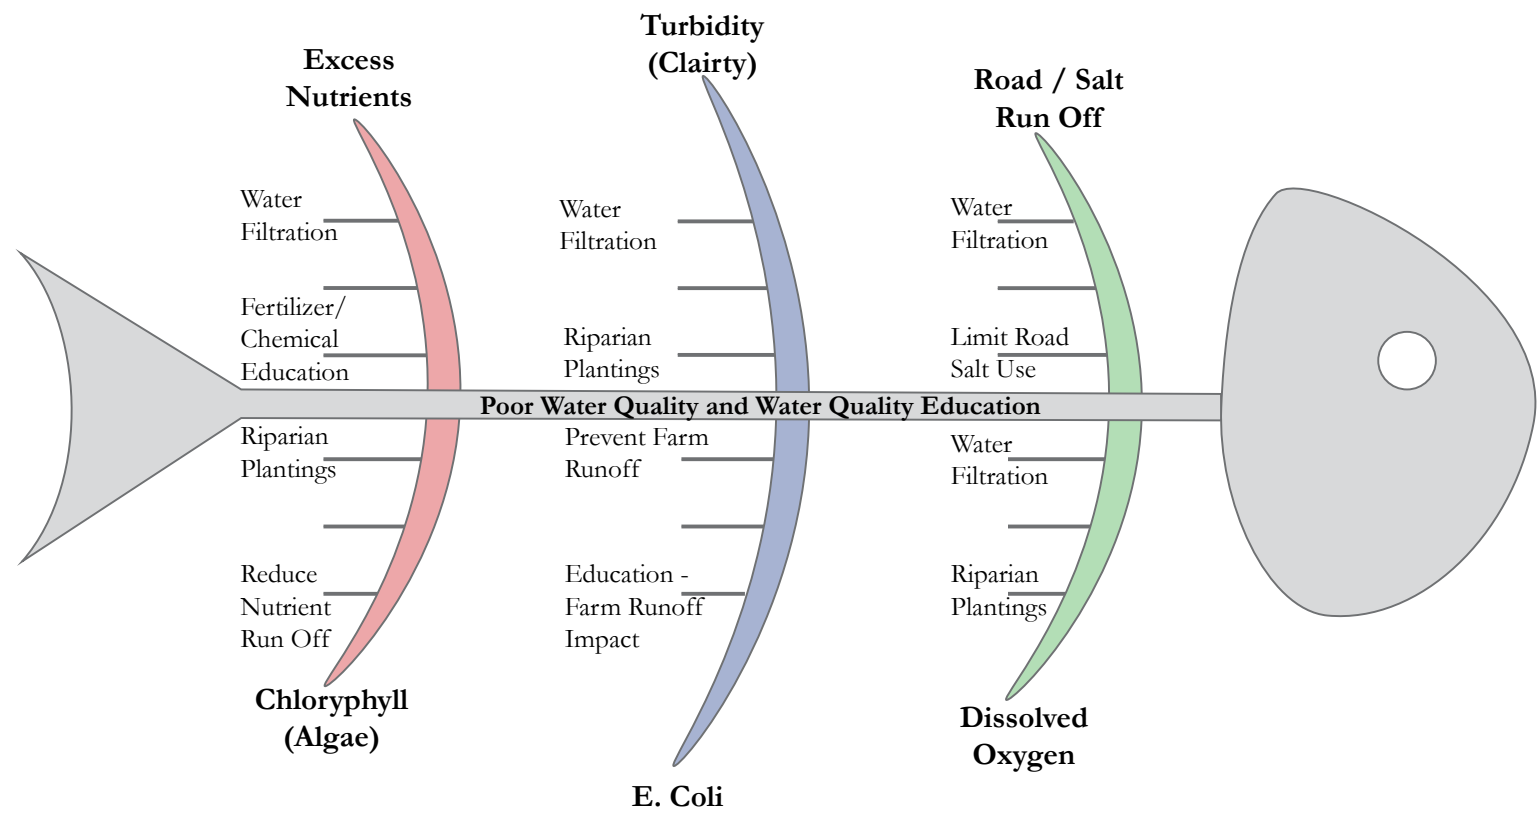 Excess
Nutrients
Turbidity
(Clairty)
Road / Salt
Run Off
Water
Filtration
Fertilizer/
Chemical
Education
Water
Filtration
Riparian
Plantings
Water
Filtration
Limit Road
Salt Use
Poor Water Quality and Water Quality Education
Riparian
Plantings
Reduce
Nutrient
Run Off
Prevent Farm
Runoff
Education -
Farm Runoff
Impact
Water
Filtration
Riparian
Plantings
Chloryphyll
(Algae)
E. Coli
Dissolved
Oxygen